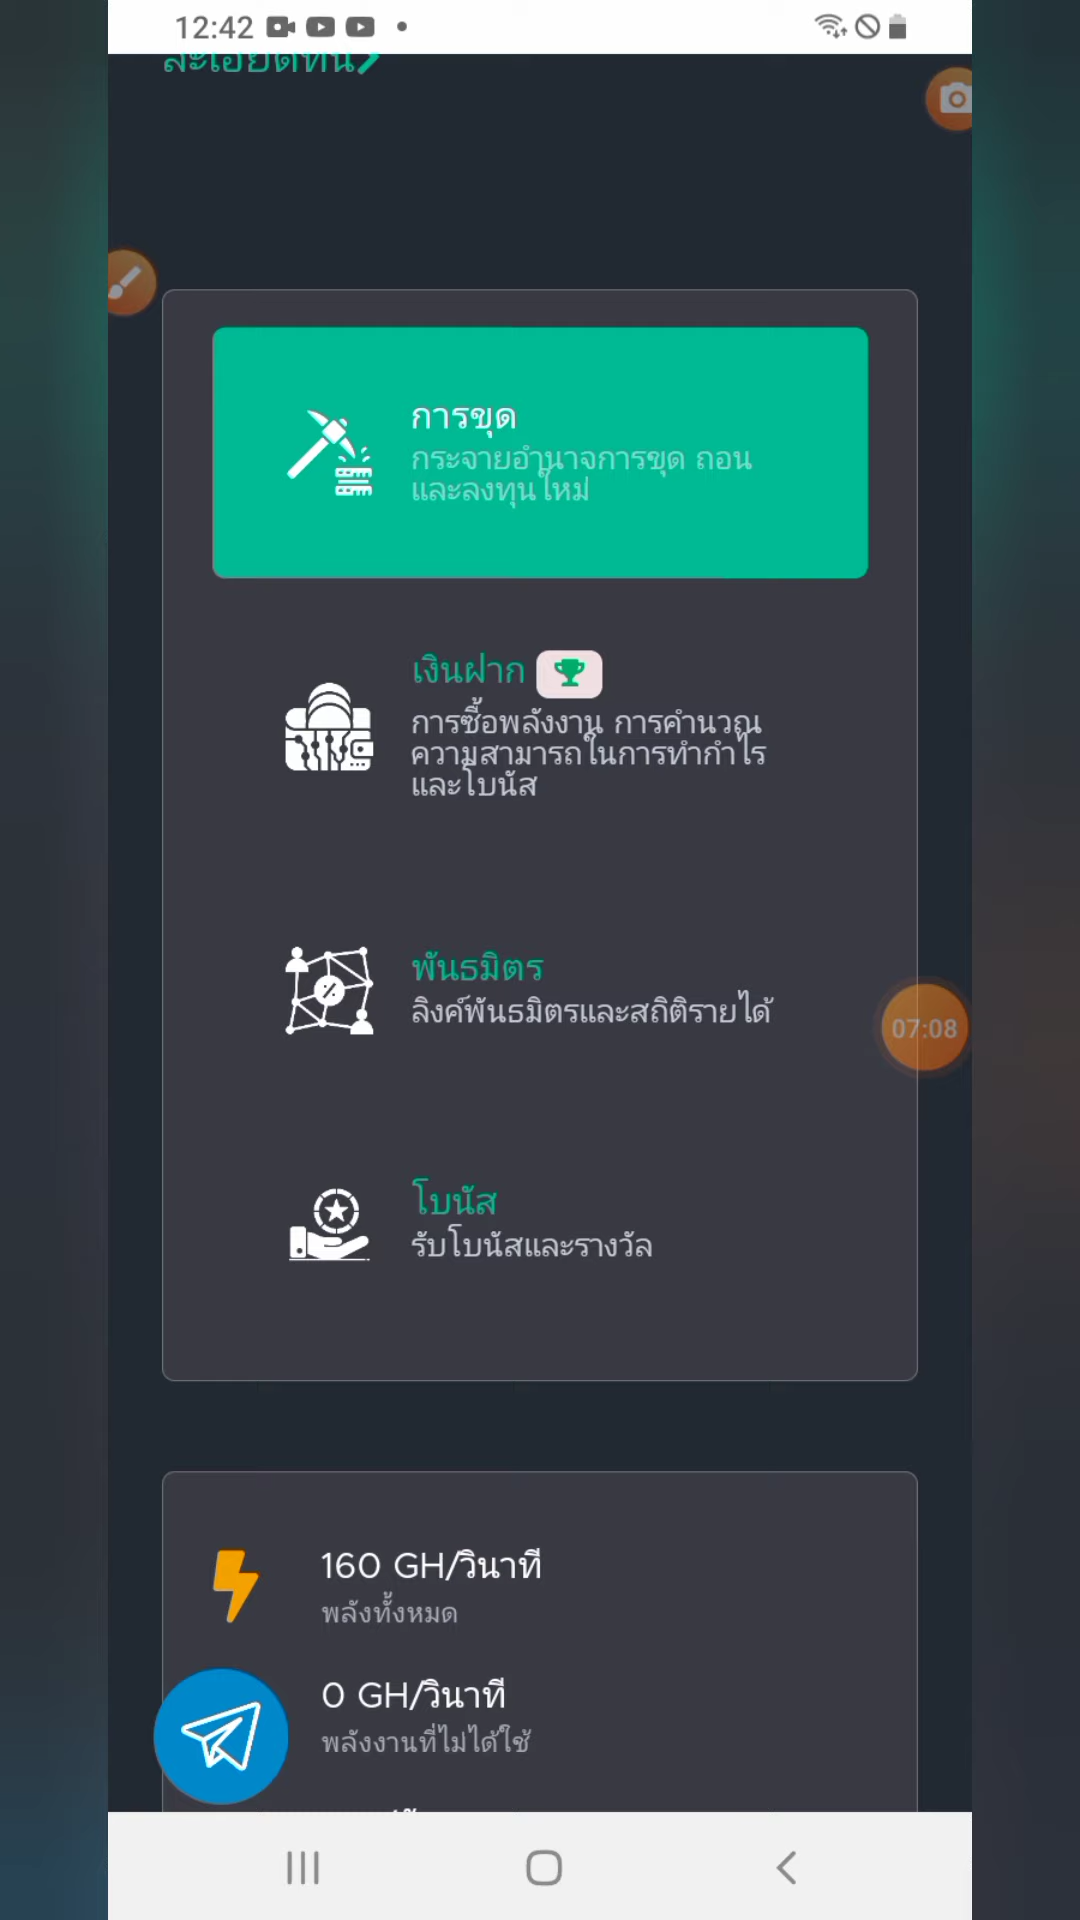 12:42
การขุด
กระจายอำนาจการขุด ถอน
และลงทุนใหม่
เงินฝาก
การซื้อพลังงาน การคำนวณ
ความสามารถในการทำกำไร
และโบนัส
พันธมิตร
ลิงค์พันธมิตรและสถิติรายได้
07:08
โบนัส
รับโบนัสและรางวัล
160 GH/วินาที
พลังทั้งหมด
0 GH/วินาที
พลังงานที่ไม่ได้ใช้